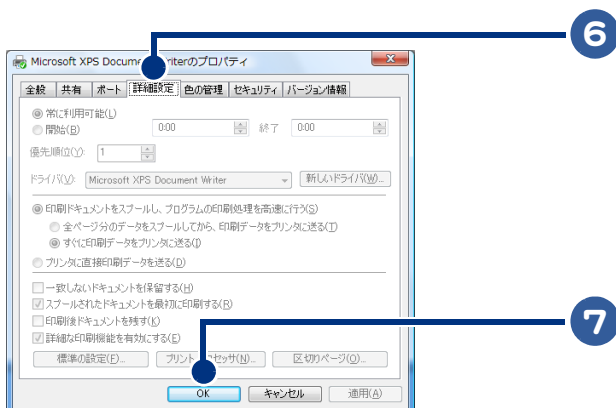 6
Microsoft XPS Docume riterのプロパティ
全般 共有 ポート 詳細設定 色の管理 セキュリティ バージョン情報
常に利用可能(L)
開始(B) 0:00 終了 0:00
優先順位(Y): 1
ドライバ(V): Microsoft XPS Document Writer 新しいドライバ(W)...
印刷ドキュメントをスプールし、プログラムの印刷処理を高速に行う(S)
全ページ分のデータをスプールしてから、印刷データをプリンタに送る(T)
すぐに印刷データをプリンタに送る(I)
プリンタに直接印刷データを送る(D)
一致しないドキュメントを保留する(H)
スプールされたドキュメントを最初に印刷する(R)
印刷後ドキュメントを残す(K)
詳細な印刷機能を有効にする(E)
7
標準の設定(F)... プリント セッサ(N)... 区切りページ(O)...
OK キャンセル 適用(A)